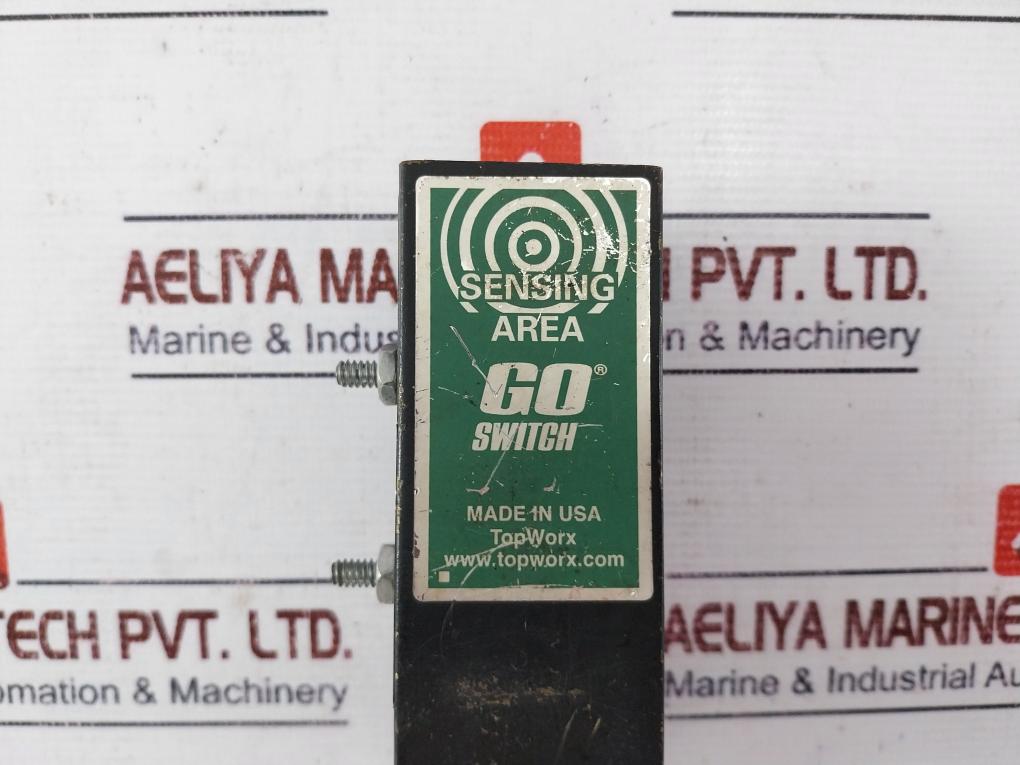 AELIYA MA
H PVT. LTD.
Marine & Indus
n & Machinery
SENSING
AREA
GO®
SWITCH
MADE IN USA
TopWorx
www.topworx.com
TECH PVT. LTD.
omation & Machinery
AELIYA MARINE
Marine & Industrial Au